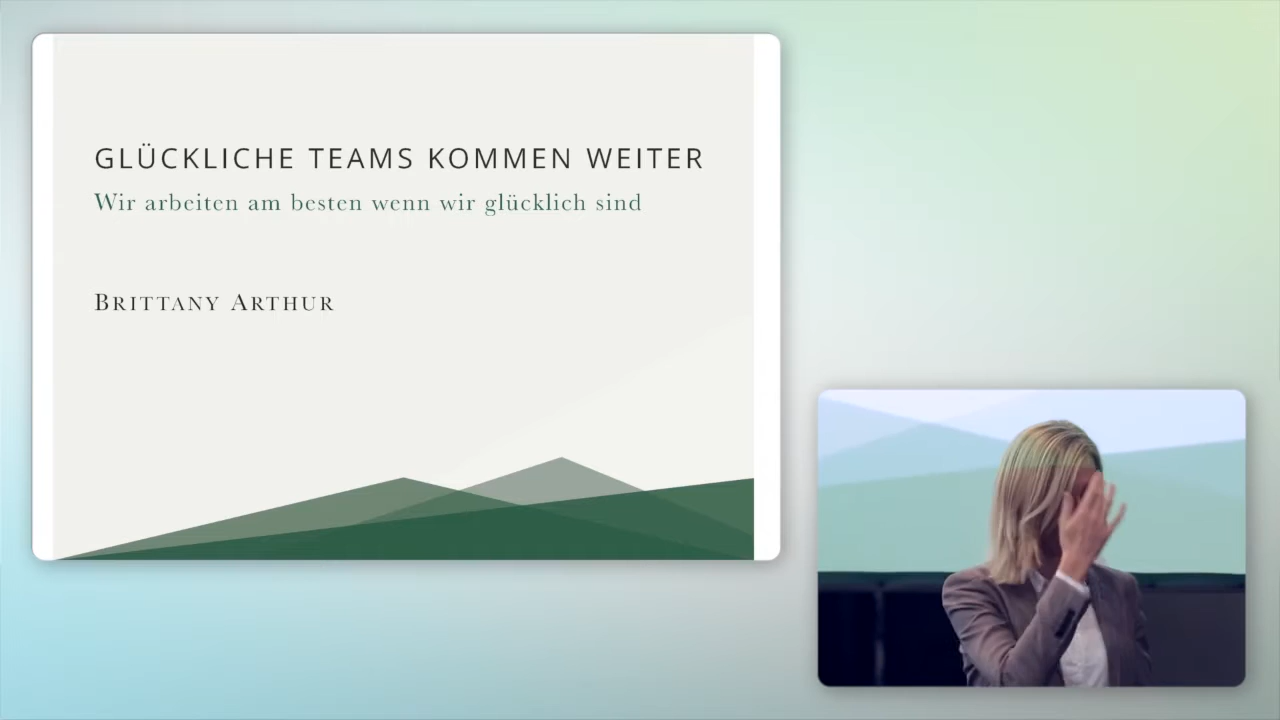 GLÜCKLICHE TEAMS KOMMEN WEITER
Wir arbeiten am besten wenn wir glücklich sind
BRITTANY ARTHUR